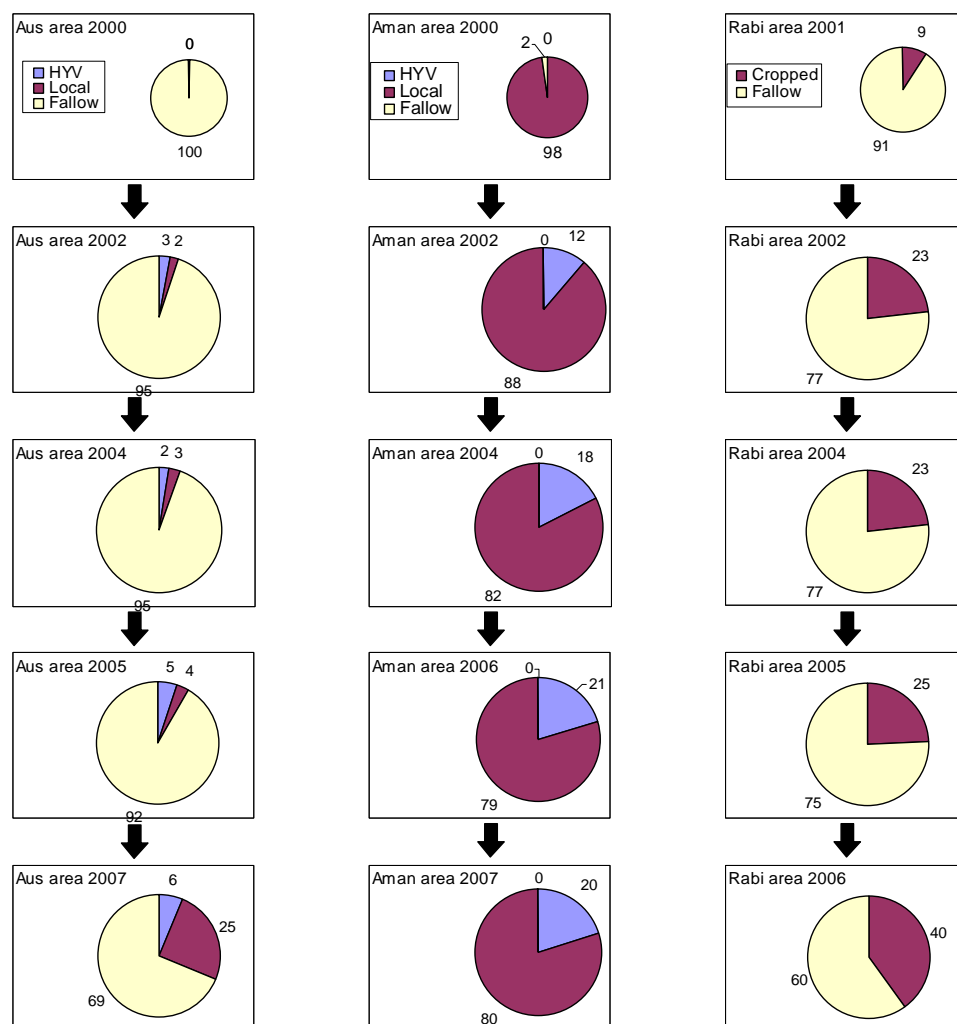 Aus area 2000
0
HYV
Local
Fallow
100
Aman area 2000
2
0
HYV
Local
Fallow
98
Rabi area 2001
9
Cropped
Fallow
91
Aus area 2002
3 2
95
Aman area 2002
0
12
88
Rabi area 2002
23
77
Aus area 2004
2 3
95
Aman area 2004
0
18
82
Rabi area 2004
23
77
Aus area 2005
5 4
92
Aman area 2006
0
21
79
Rabi area 2005
25
75
Aus area 2007
6
25
69
Aman area 2007
0
20
80
Rabi area 2006
40
60